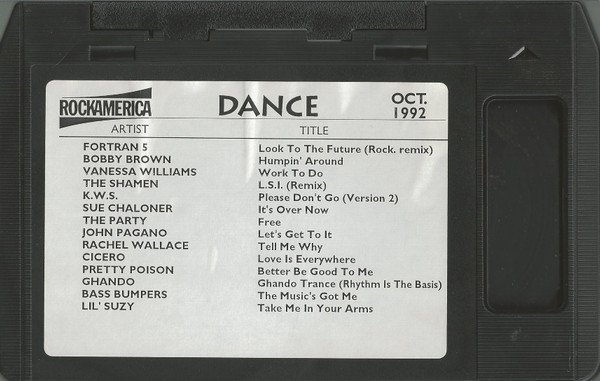 ROCKAMERICA DANCE OCT. 1992
ARTIST TITLE
FORTRAN 5 Look To The Future (Rock. remix)
BOBBY BROWN Humpin' Around
VANESSA WILLIAMS Work To Do
THE SHAMEN L.S.I. (Remix)
K.W.S. Please Don't Go (Version 2)
SUE CHALONER It's Over Now
THE PARTY Free
JOHN PAGANO Let's Get To It
RACHEL WALLACE Tell Me Why
CICERO Love Is Everywhere
PRETTY POISON Better Be Good To Me
GHANDO Ghando Trance (Rhythm Is The Basis)
BASS BUMPERS The Music's Got Me
LIL' SUZY Take Me In Your Arms